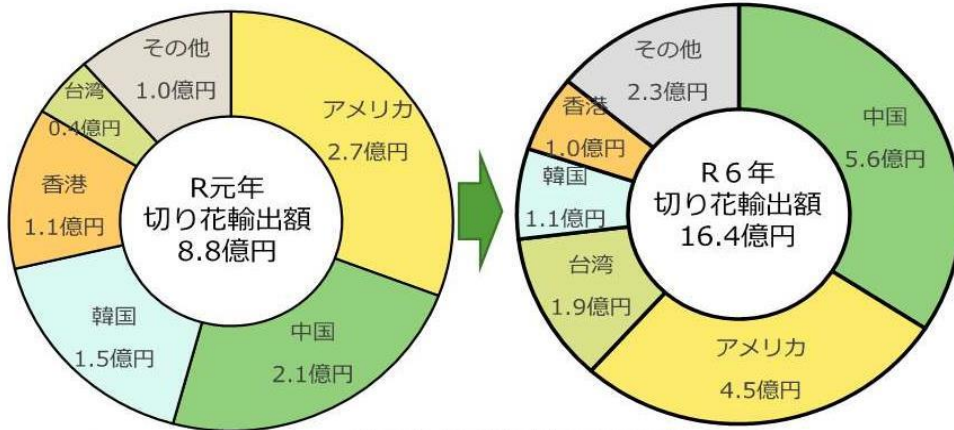 その他
1.0億円
台湾
0.4億円
香港
1.1億円
韓国
1.5億円
中国
2.1億円
アメリカ
2.7億円
R元年
切り花輸出額
8.8億円
その他
2.3億円
香港
1.0億円
韓国
1.1億円
台湾
1.9億円
アメリカ
4.5億円
中国
5.6億円
R6年
切り花輸出額
16.4億円